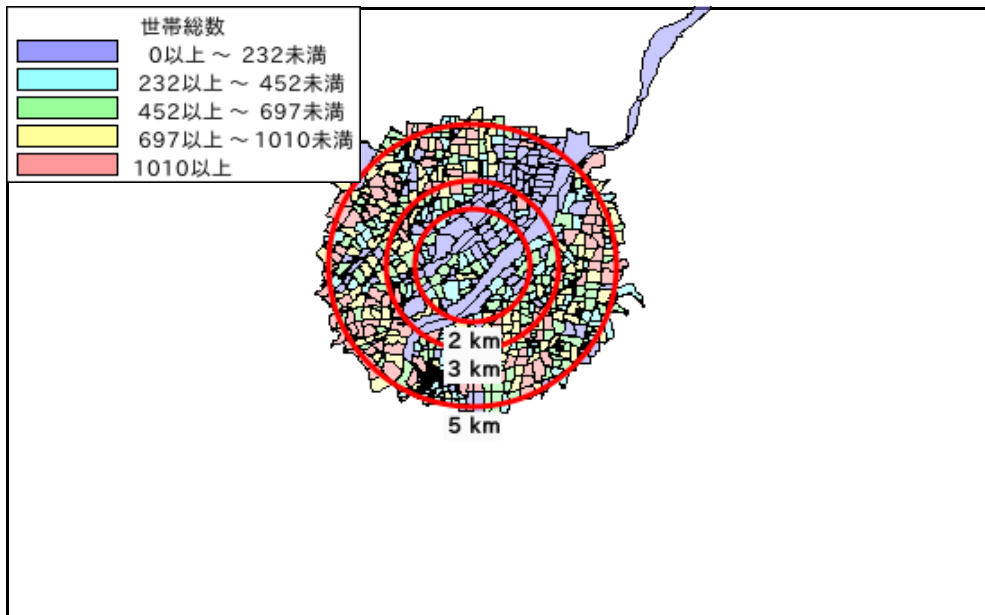 世帯総数
0以上 ～ 232未満
232以上 ～ 452未満
452以上 ～ 697未満
697以上 ～ 1010未満
1010以上
2 km
3 km
5 km